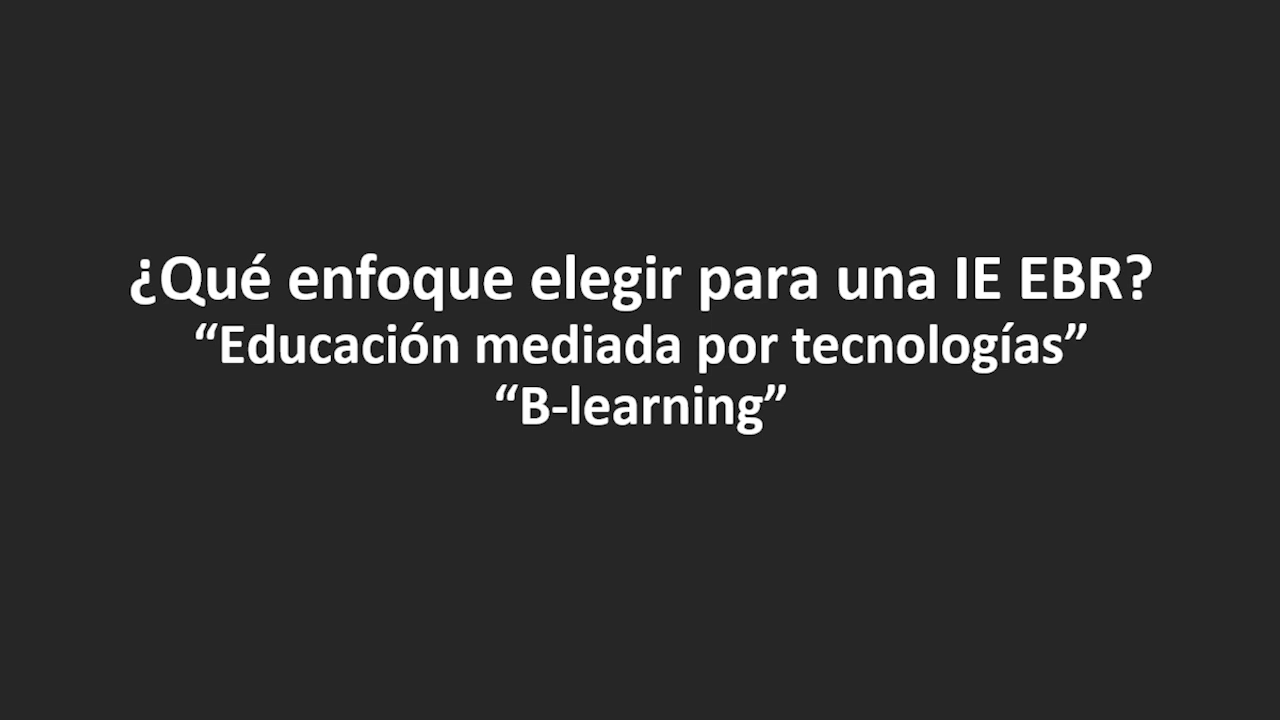 ¿Qué enfoque elegir para una IE EBR?
“Educación mediada por tecnologías”
“B-learning”